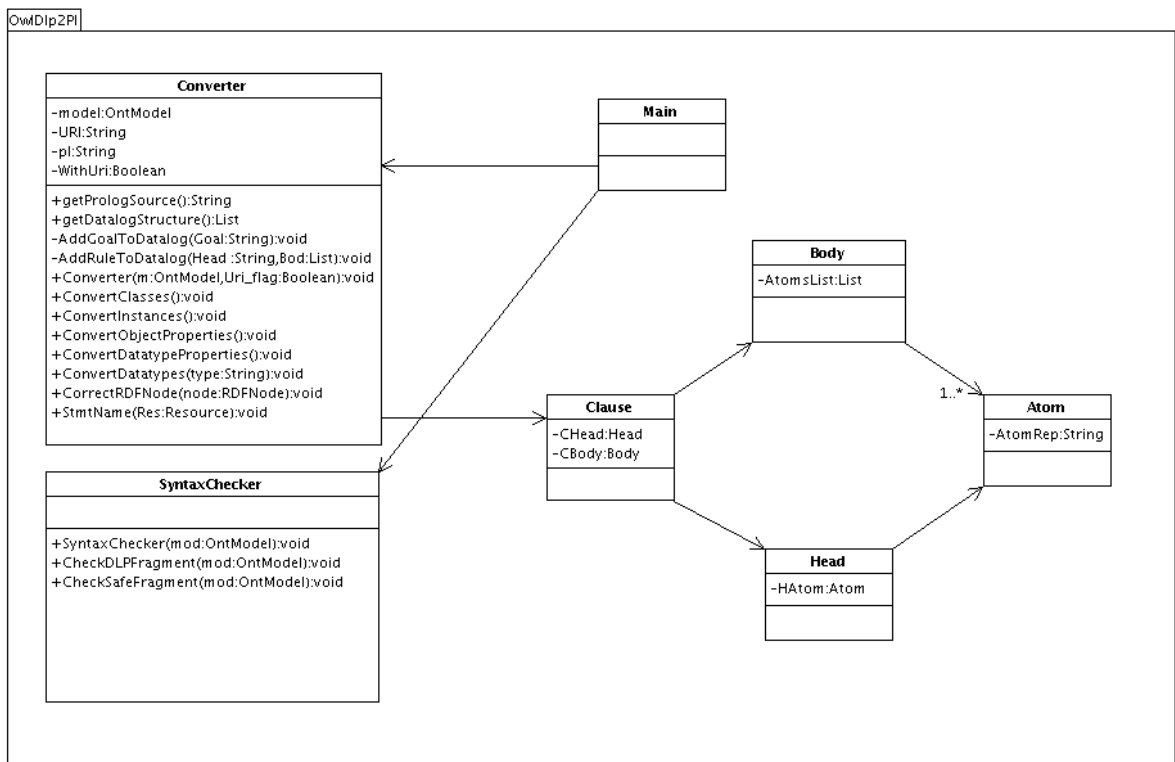 OwlDlp2Pl
Converter
-model:OntModel
-URI:String
-pl:String
-WithUri:Boolean
+getPrologSource():String
+getDatalogStructure():List
-AddGoalToDatalog(Goal:String):void
-AddRuleToDatalog(Head :String,Bod:List):void
+Converter(m:OntModel,Uri_flag:Boolean):void
+ConvertClasses():void
+ConvertInstances():void
+ConvertObjectProperties():void
+ConvertDatatypeProperties():void
+ConvertDatatypes(type:String):void
+CorrectRDFNode(node:RDFNode):void
+StmtName(Res:Resource):void
SyntaxChecker
+SyntaxChecker(mod:OntModel):void
+CheckDLPFragment(mod:OntModel):void
+CheckSafeFragment(mod:OntModel):void
Main
Clause
-CHead:Head
-CBody:Body
Body
-AtomsList:List
Head
-HAtom:Atom
1..*
Atom
-AtomRep:String